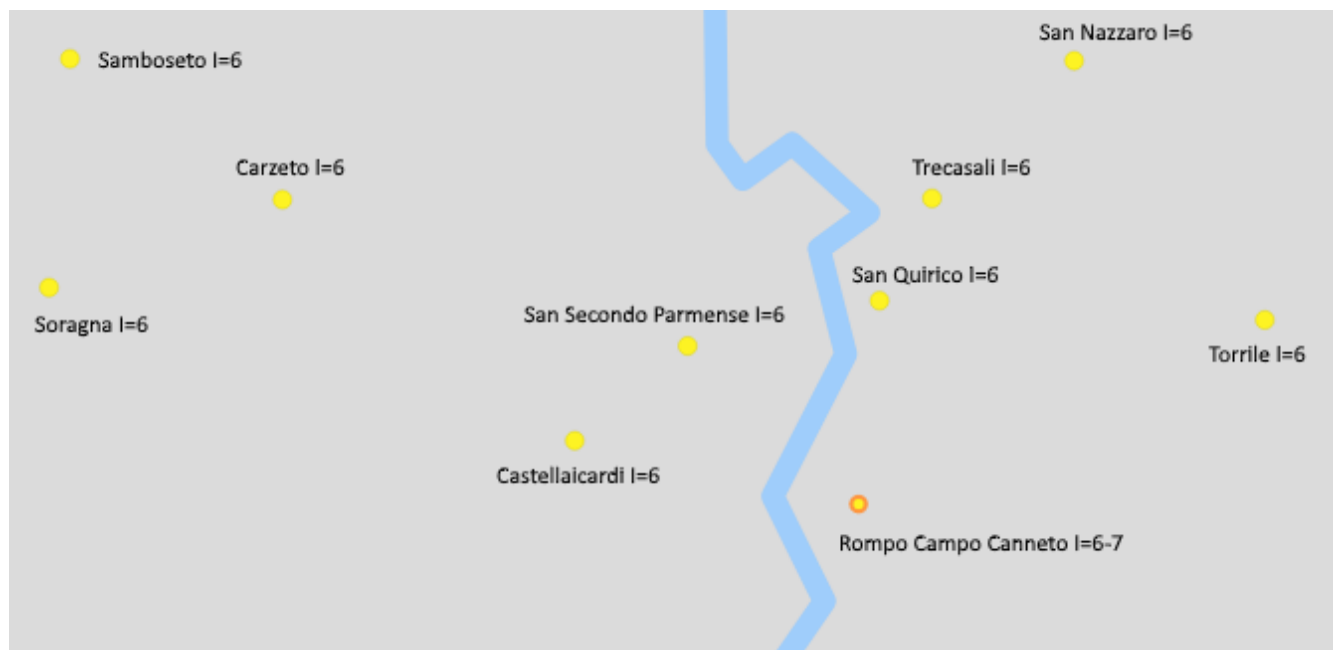 San Nazzaro I=6
Samboseto I=6
Carzeto I=6
Trecasali I=6
San Quirico I=6
San Secondo Parmense I=6
Soragna I=6
Torrile I=6
Castellaicardi I=6
Rompo Campo Canneto I=6-7